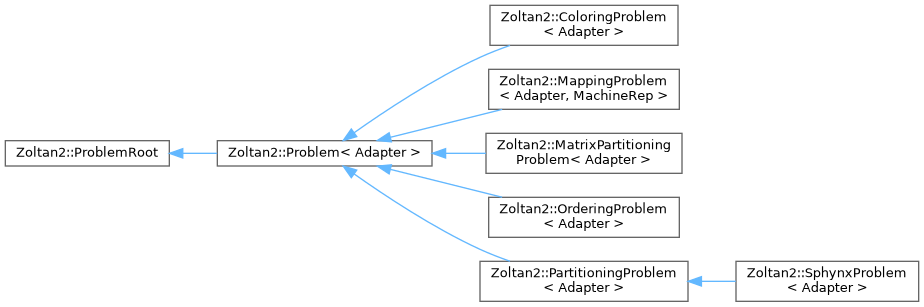 Zoltan2::ColoringProblem
< Adapter >
Zoltan2::MappingProblem
< Adapter, MachineRep >
Zoltan2::ProblemRoot
Zoltan2::Problem< Adapter >
Zoltan2::MatrixPartitioning
Problem< Adapter >
Zoltan2::OrderingProblem
< Adapter >
Zoltan2::PartitioningProblem
< Adapter >
Zoltan2::SphynxProblem
< Adapter >